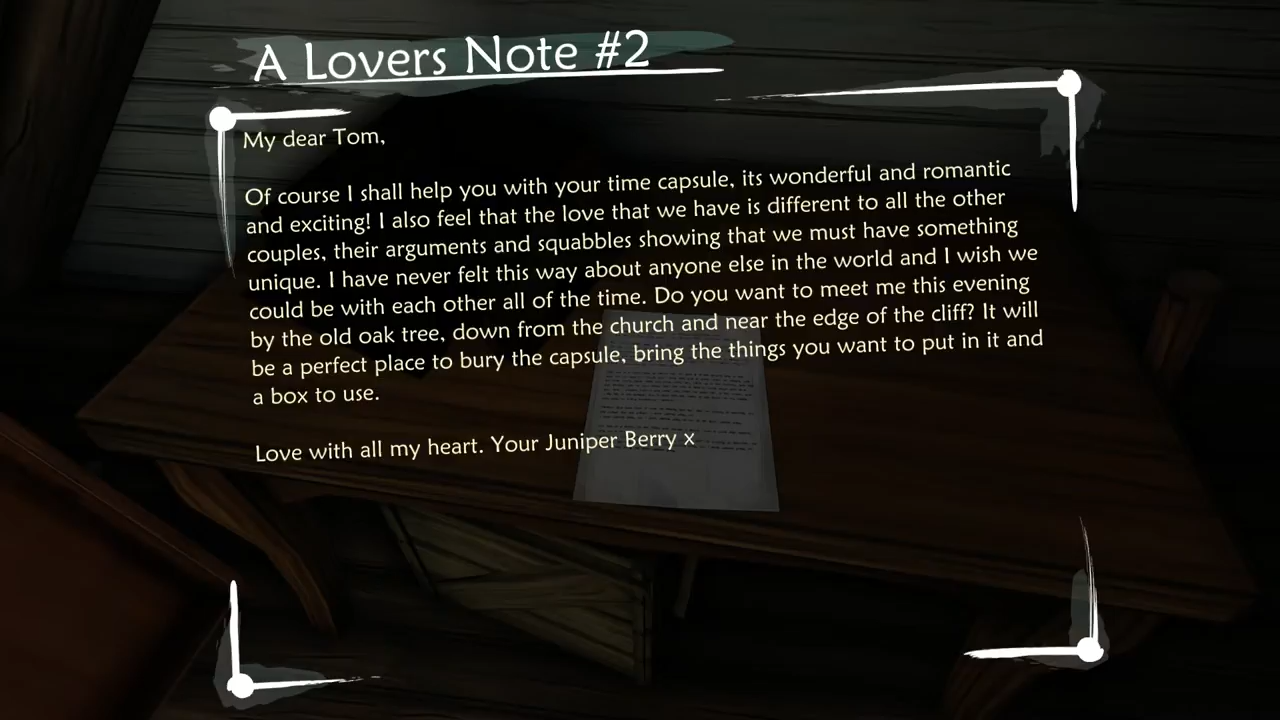 A Lovers Note #2
My dear Tom,
Of course I shall help you with your time capsule, its wonderful and romantic
and exciting! I also feel that the love that we have is different to all the other
couples, their arguments and squabbles showing that we must have something
unique. I have never felt this way about anyone else in the world and I wish we
could be with each other all of the time. Do you want to meet me this evening
by the old oak tree, down from the church and near the edge of the cliff? It will
be a perfect place to bury the capsule, bring the things you want to put in it and
a box to use.
Love with all my heart. Your Juniper Berry x